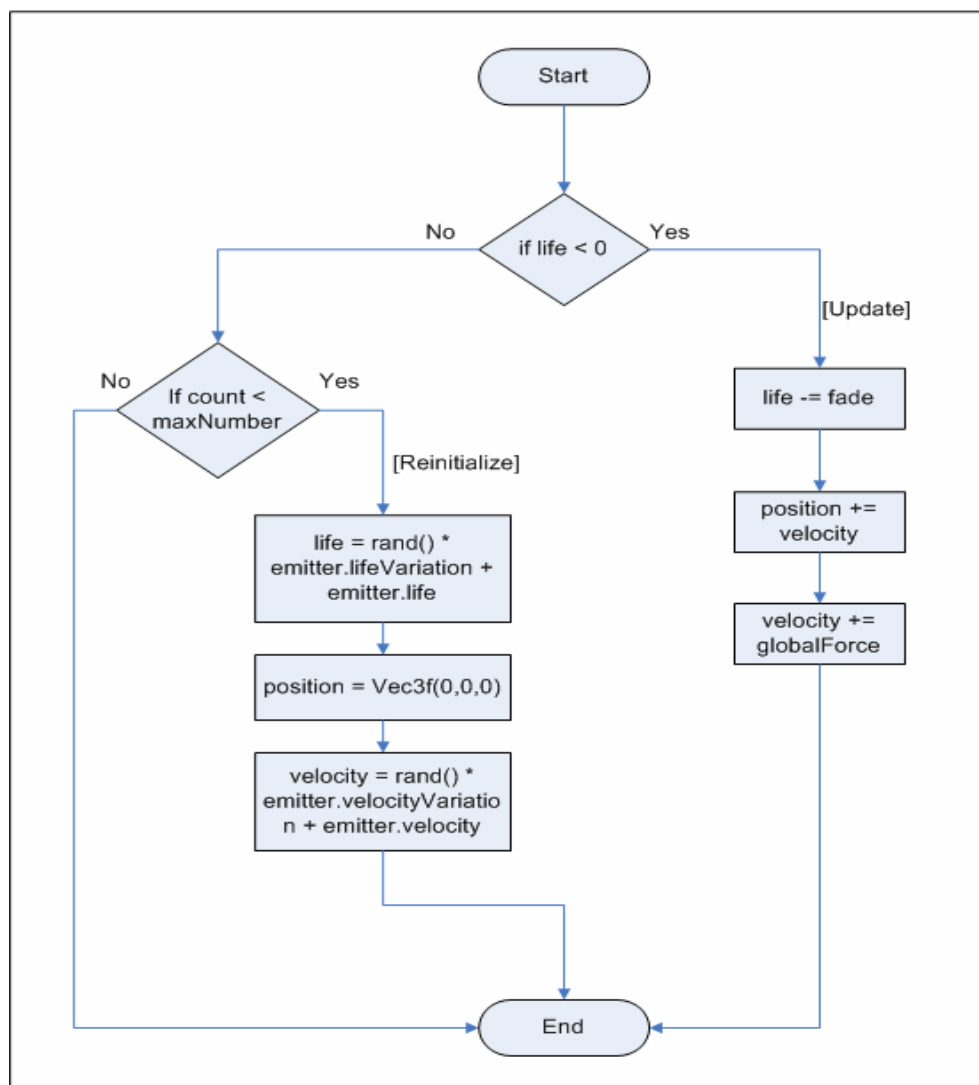 Start
No
if life < 0
Yes
[Update]
No
If count <
maxNumber
Yes
life -= fade
[Reinitialize]
position +=
velocity
life = rand() *
emitter.lifeVariation +
emitter.life
velocity +=
globalForce
position = Vec3f(0,0,0)
velocity = rand() *
emitter.velocityVariatio
n + emitter.velocity
End